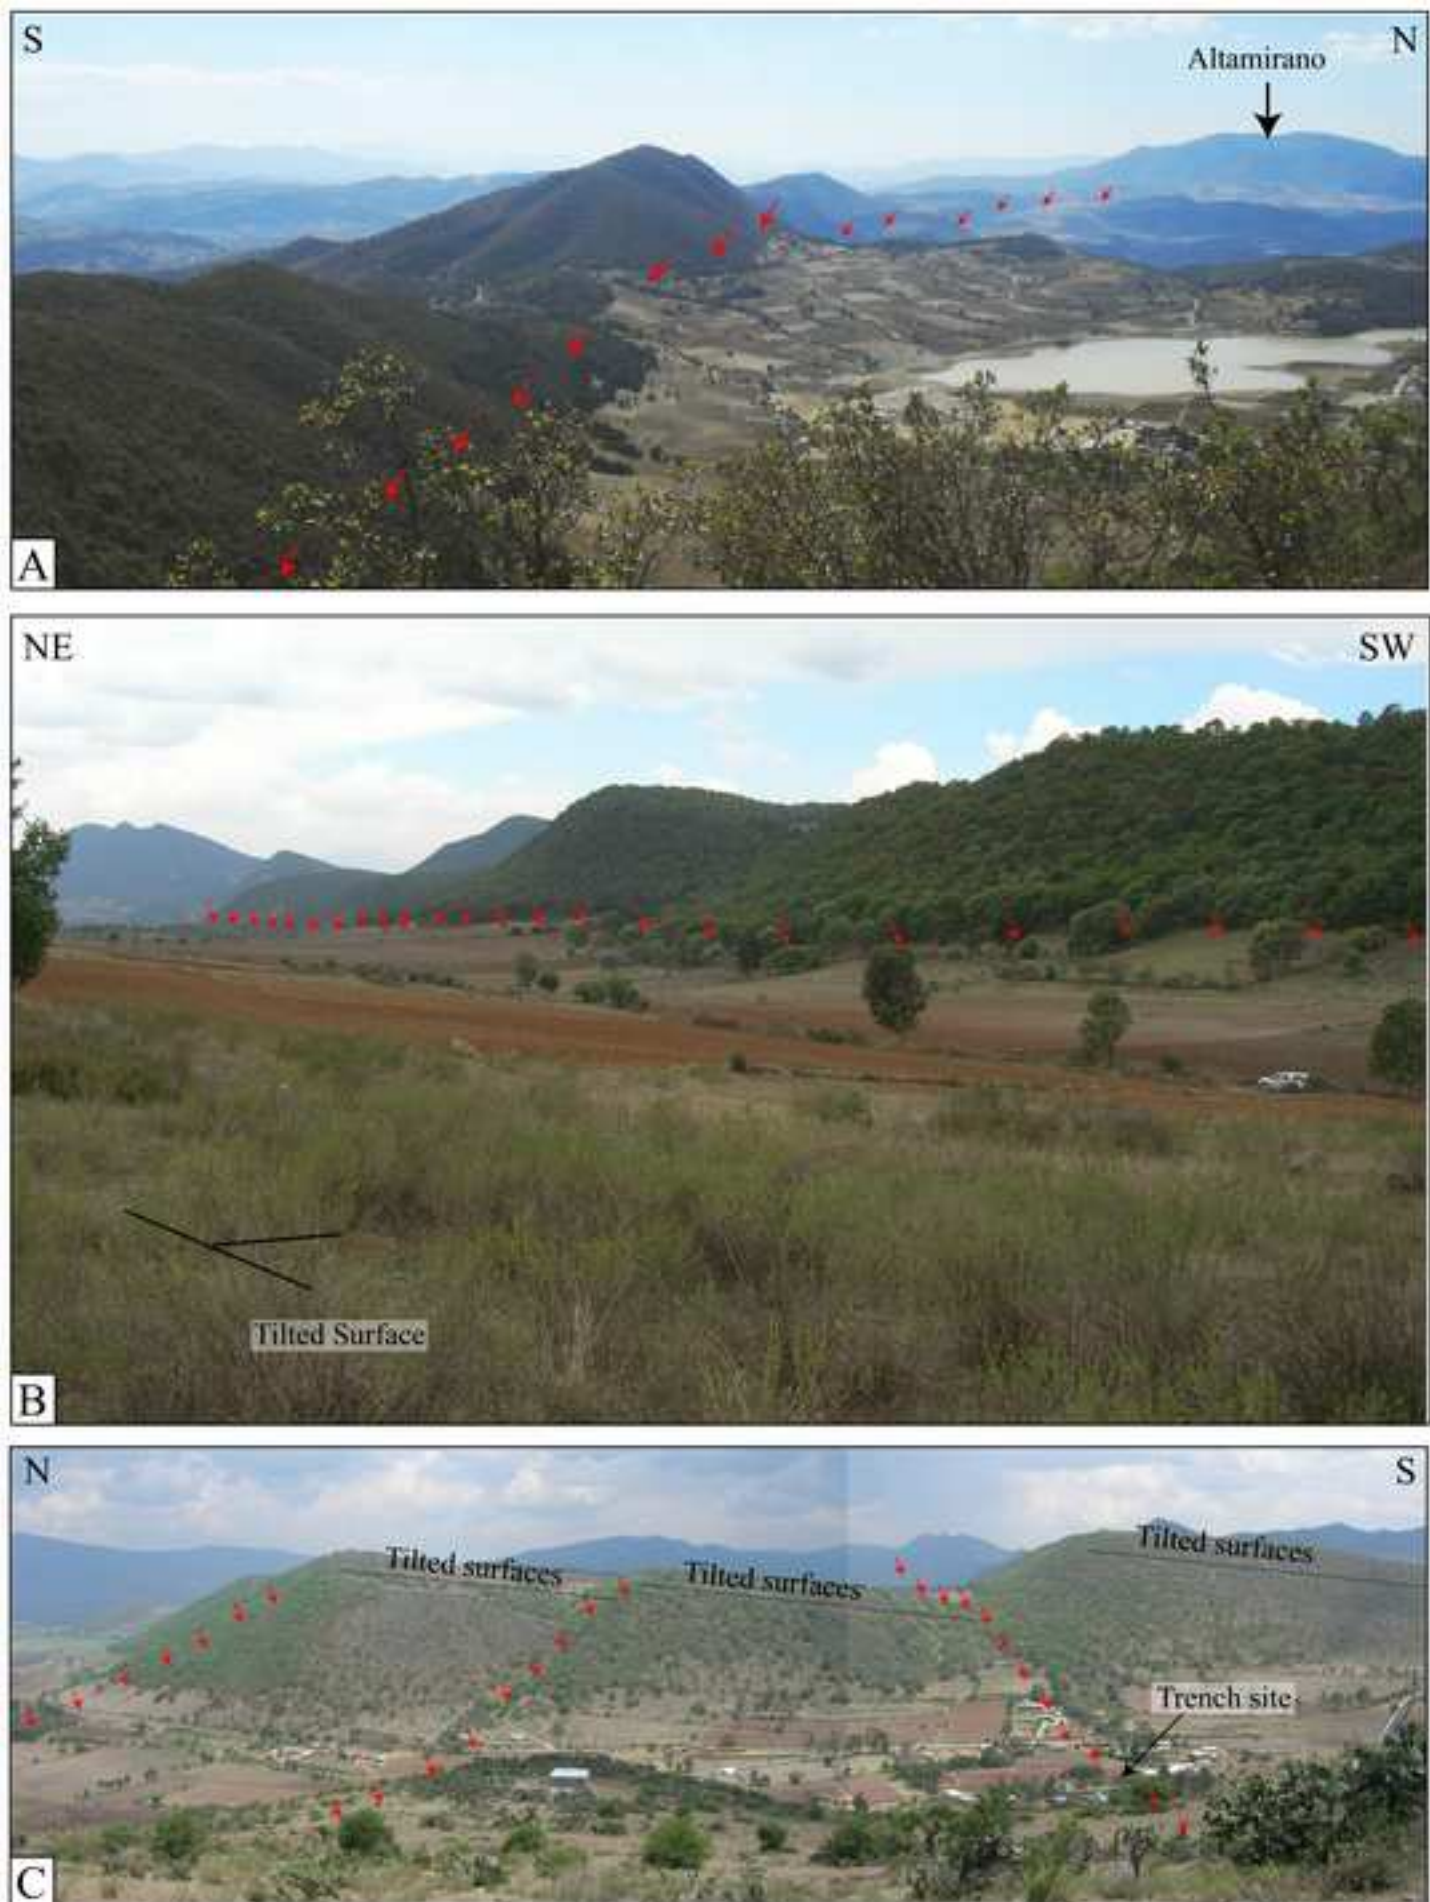 S
N
Altamirano
A
NE
SW
Tilted Surface
B
N
S
Tilted surfaces
Tilted surfaces
Tilted surfaces
Trench site
C